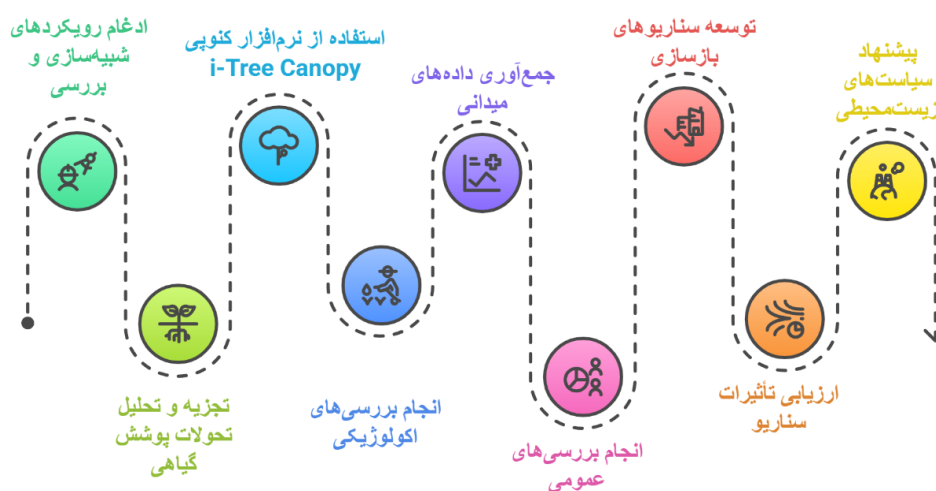 ادغام رویکردهای
شبیه‌سازی و
بررسی
تجزیه و تحلیل
تحولات پوشش
گیاهی
استفاده از نرم‌افزار کنوپی
i-Tree Canopy
انجام بررسی‌های
اکولوژیکی
جمع‌آوری داده‌های
میدانی
انجام بررسی‌های
عمومی
توسعه سناریوهای
بازسازی
ارزیابی تأثیرات
سناریو
پیشنهاد
سیاست‌های
زیست‌محیطی